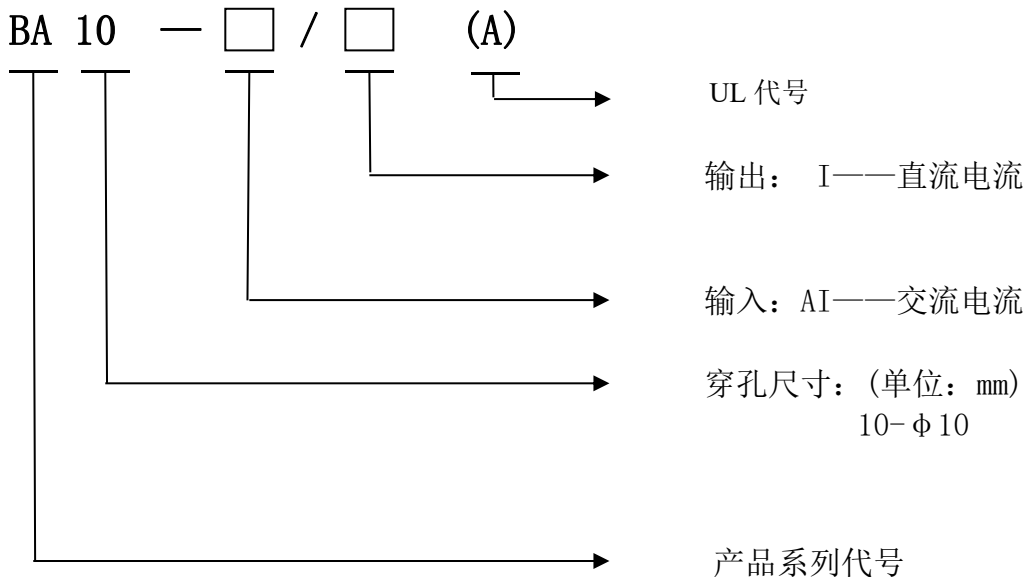 BA 10 — □ / □ (A)
UL 代号
输出： I——直流电流
输入：AI——交流电流
穿孔尺寸：(单位：mm)
10-φ10
产品系列代号